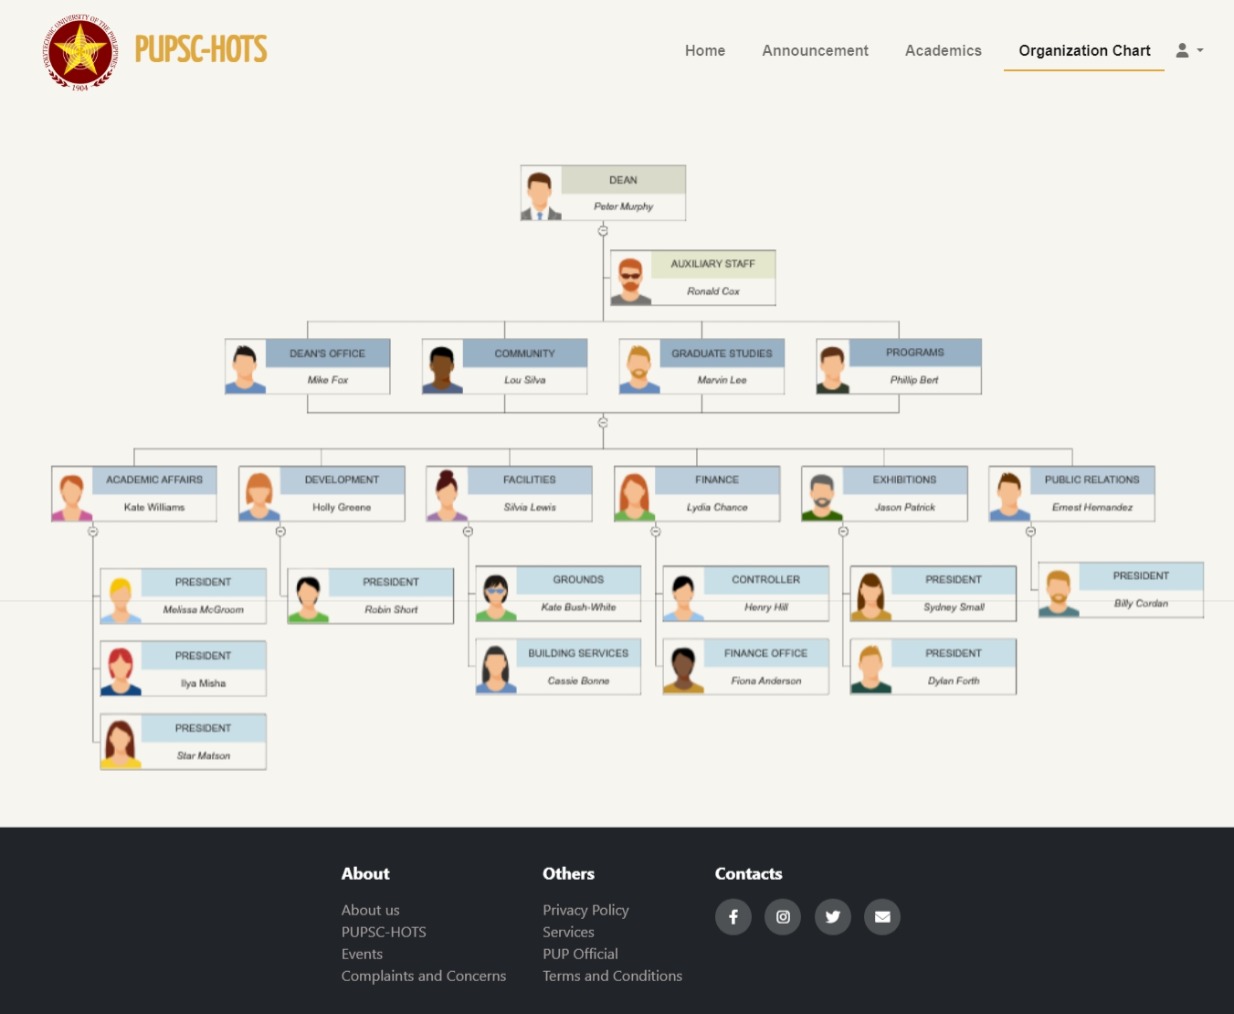 POLYTECHNIC UNIVERSITY OF THE PHILIPPINES
1904
PUPSC-HOTS
Home
Announcement
Academics
Organization Chart
DEAN
Peter Murphy
AUXILIARY STAFF
Ronald Cox
DEAN'S OFFICE
Mike Fox
COMMUNITY
Lou Silva
GRADUATE STUDIES
Marvin Lee
PROGRAMS
Phillip Bert
ACADEMIC AFFAIRS
Kate Williams
DEVELOPMENT
Holly Greene
FACILITIES
Silvia Lewis
FINANCE
Lydia Chance
EXHIBITIONS
Jason Patrick
PUBLIC RELATIONS
Ernest Hernandez
PRESIDENT
Melissa McGroom
PRESIDENT
Ilya Misha
PRESIDENT
Star Matson
PRESIDENT
Robin Short
GROUNDS
Kate Bush-White
BUILDING SERVICES
Cassie Bonne
CONTROLLER
Henry Hill
FINANCE OFFICE
Fiona Anderson
PRESIDENT
Sydney Small
PRESIDENT
Dylan Forth
PRESIDENT
Billy Cordan
About
About us
PUPSC-HOTS
Events
Complaints and Concerns
Others
Privacy Policy
Services
PUP Official
Terms and Conditions
Contacts